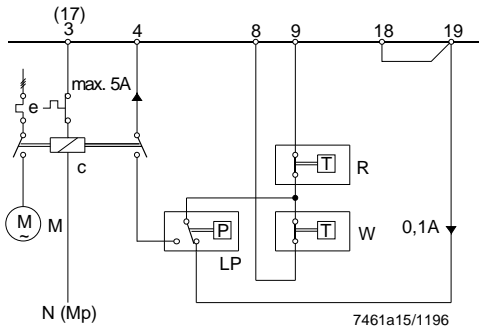 (17)
3 4 8 9 18 19
max. 5A
e
c
T R
M ~ M
P
LP
T W
0,1A
N (Mp)
7461a15/1196